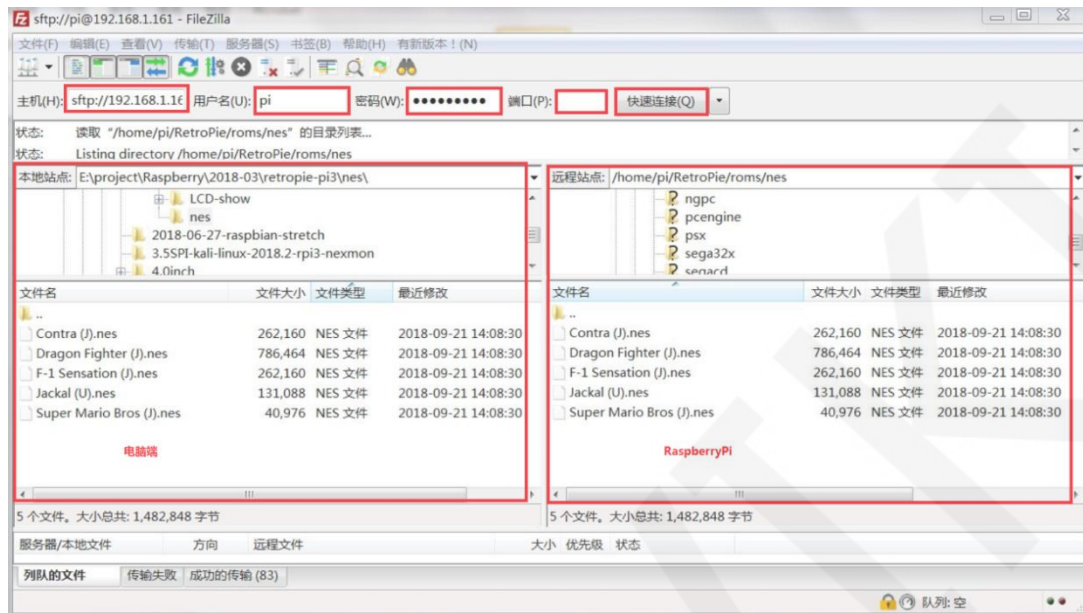 sftp://pi@192.168.1.161 - FileZilla
文件(F) 编辑(E) 查看(V) 传输(T) 服务器(S) 书签(B) 帮助(H) 有新版本！(N)
主机(H): sftp://192.168.1.16 用户名(U): pi 密码(W): ●●●●●●●●● 端口(P): 快速连接(Q)
状态: 读取 "/home/pi/RetroPie/roms/nes" 的目录列表...
状态: Listing directory /home/pi/RetroPie/roms/nes
本地站点: E:\project\Raspberry\2018-03\retropie-pi3\nes\
LCD-show
nes
2018-06-27-raspbian-stretch
3.5SPI-kali-linux-2018.2-rpi3-nexmon
4.0inch
文件名 文件大小 文件类型 最近修改
..
Contra (J).nes 262,160 NES 文件 2018-09-21 14:08:30
Dragon Fighter (J).nes 786,464 NES 文件 2018-09-21 14:08:30
F-1 Sensation (J).nes 262,160 NES 文件 2018-09-21 14:08:30
Jackal (U).nes 131,088 NES 文件 2018-09-21 14:08:30
Super Mario Bros (J).nes 40,976 NES 文件 2018-09-21 14:08:30
电脑端
5 个文件。大小总共: 1,482,848 字节
远程站点: /home/pi/RetroPie/roms/nes
ngpc
pcengine
psx
sega32x
segacd
文件名 文件大小 文件类型 最近修改
..
Contra (J).nes 262,160 NES 文件 2018-09-21 14:08:30
Dragon Fighter (J).nes 786,464 NES 文件 2018-09-21 14:08:30
F-1 Sensation (J).nes 262,160 NES 文件 2018-09-21 14:08:30
Jackal (U).nes 131,088 NES 文件 2018-09-21 14:08:30
Super Mario Bros (J).nes 40,976 NES 文件 2018-09-21 14:08:30
RaspberryPi
5 个文件。大小总共: 1,482,848 字节
服务器/本地文件 方向 远程文件 大小 优先级 状态
列队的文件 传输失败 成功的传输 (83)
队列: 空